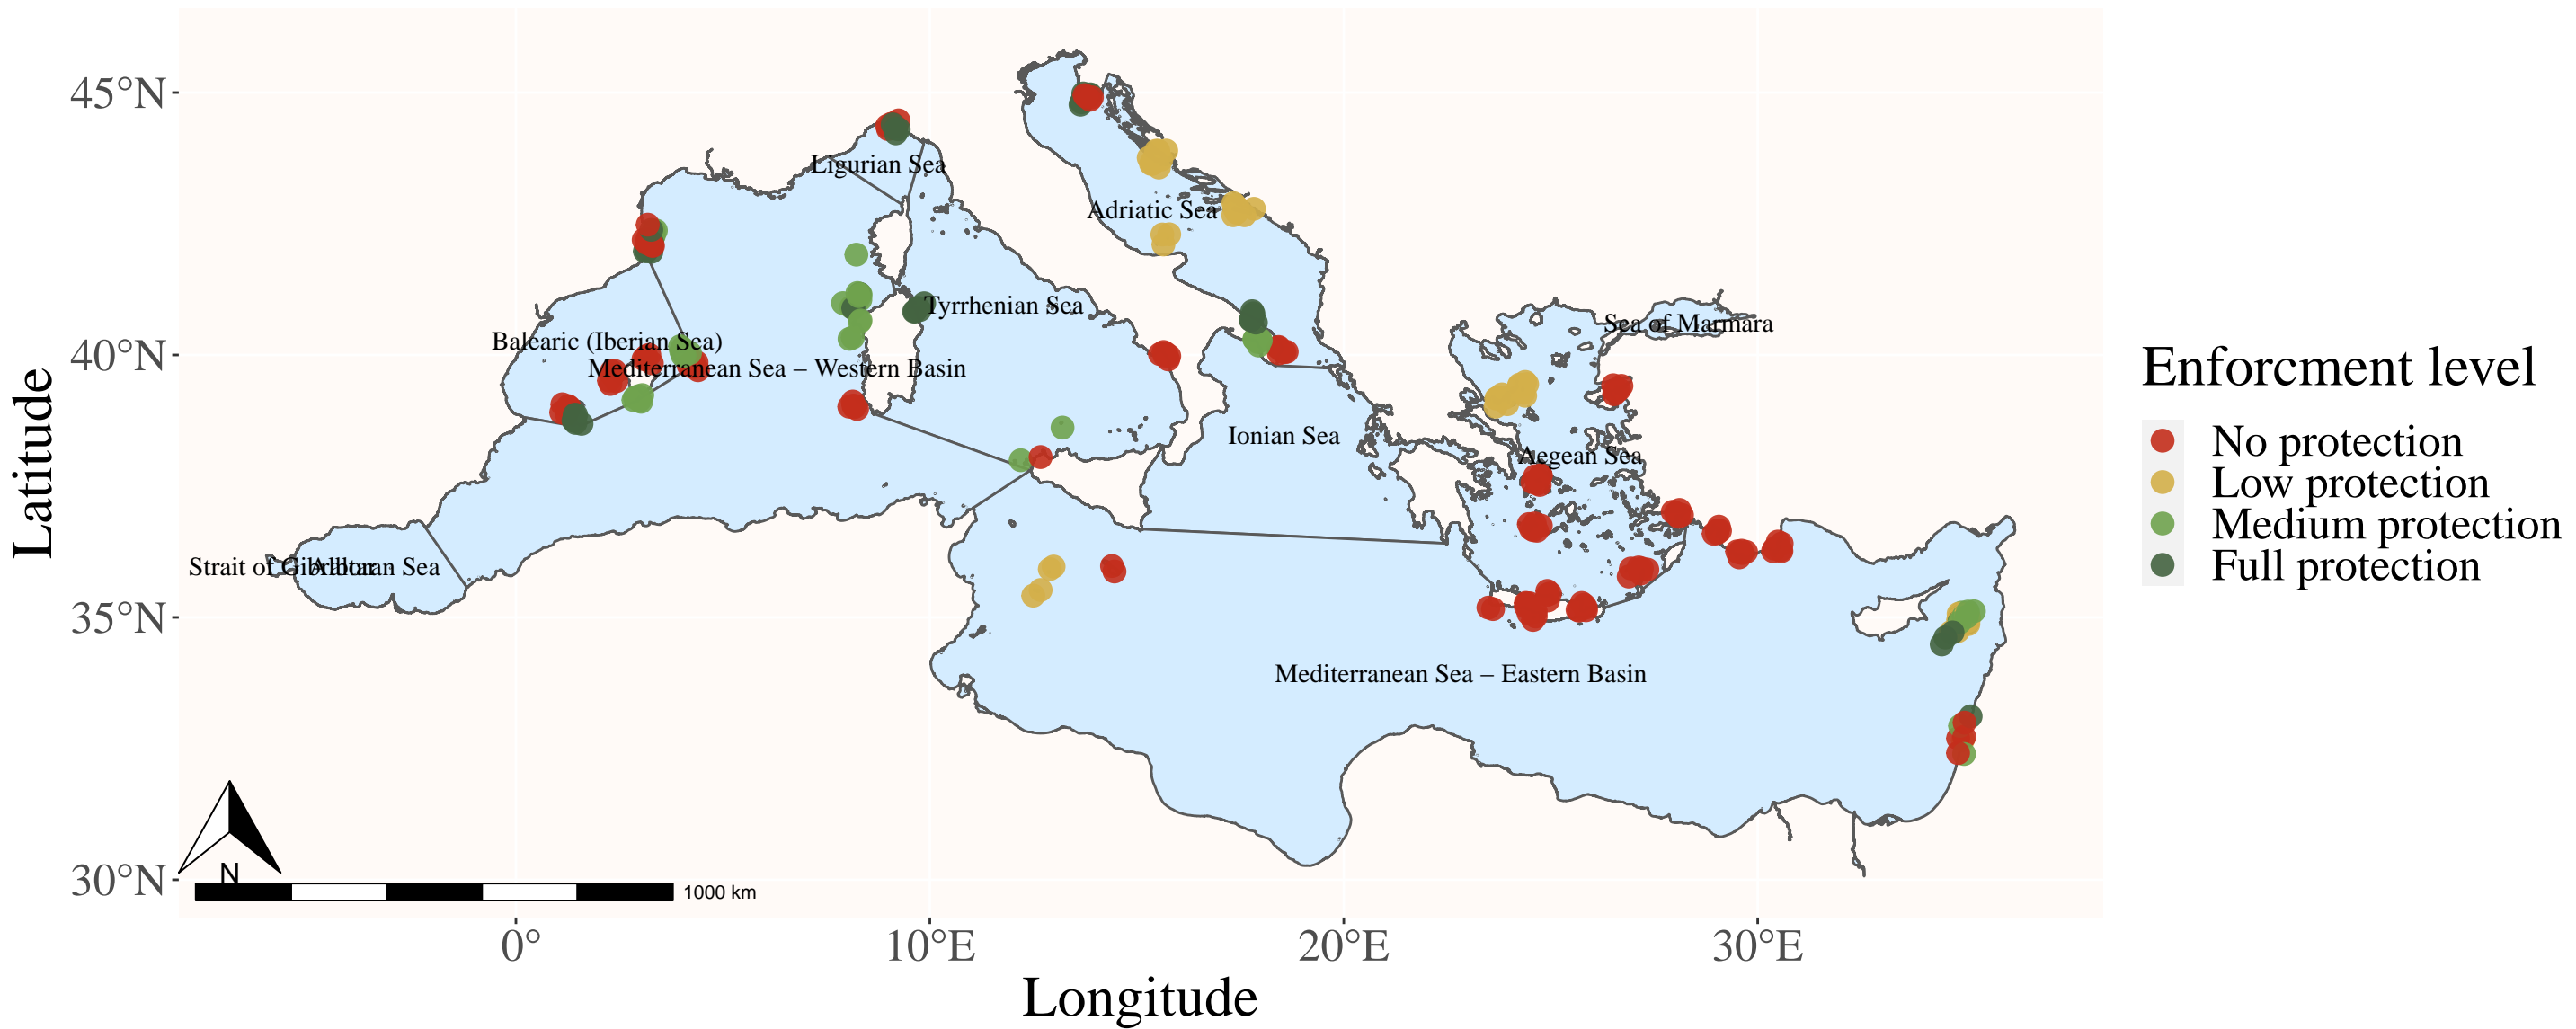 45°N
40°N
35°N
30°N
Latitude
Ligurian Sea
Adriatic Sea
Tyrrhenian Sea
Sea of Marmara
Balearic (Iberian Sea)
Mediterranean Sea – Western Basin
Ionian Sea
Aegean Sea
Strait of Gibraltar
Alboran Sea
Mediterranean Sea – Eastern Basin
N
1000 km
0°
10°E
20°E
30°E
Longitude
Enforcment level
No protection
Low protection
Medium protection
Full protection